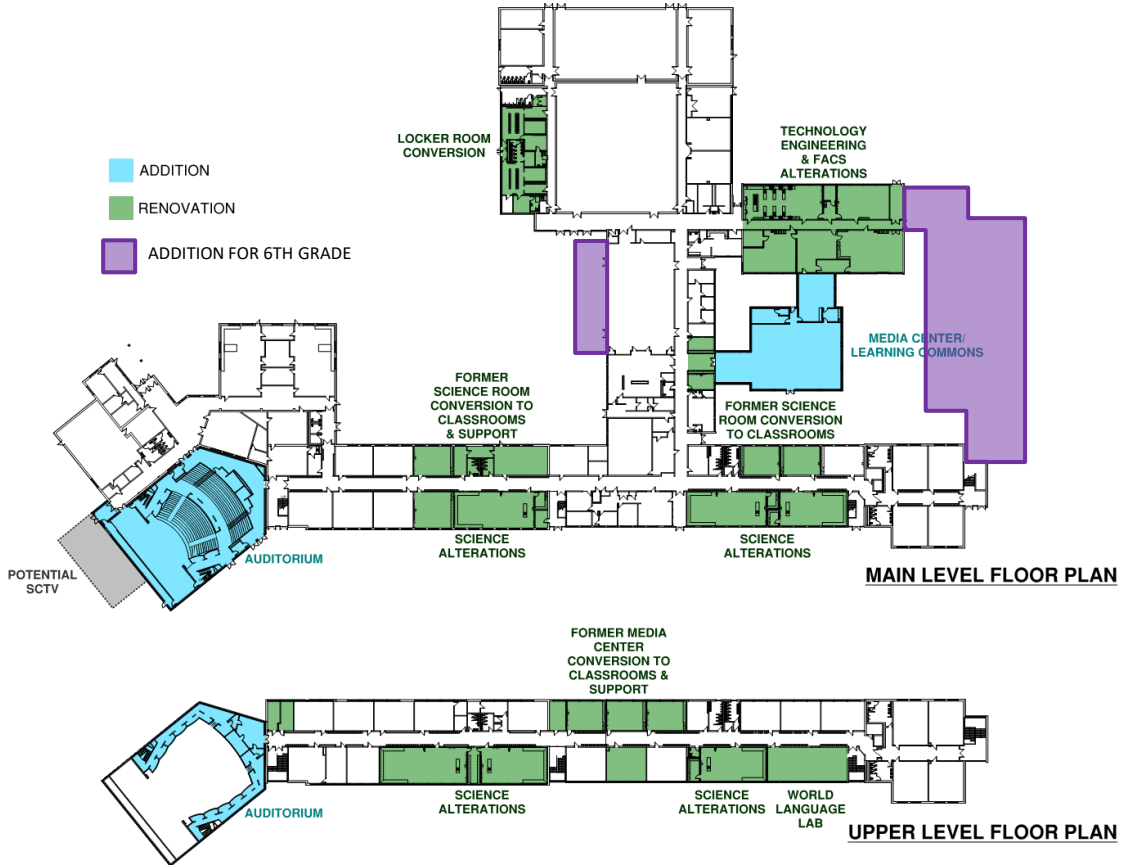 LOCKER ROOM
CONVERSION
TECHNOLOGY
ENGINEERING
& FACS
ALTERATIONS
ADDITION
RENOVATION
ADDITION FOR 6TH GRADE
MEDIA CENTER/
LEARNING COMMONS
FORMER
SCIENCE ROOM
CONVERSION TO
CLASSROOMS
& SUPPORT
FORMER SCIENCE
ROOM CONVERSION
TO CLASSROOMS
SCIENCE
ALTERATIONS
SCIENCE
ALTERATIONS
AUDITORIUM
POTENTIAL
SCTV
MAIN LEVEL FLOOR PLAN
FORMER MEDIA
CENTER
CONVERSION TO
CLASSROOMS &
SUPPORT
AUDITORIUM
SCIENCE
ALTERATIONS
SCIENCE
ALTERATIONS
WORLD
LANGUAGE
LAB
UPPER LEVEL FLOOR PLAN